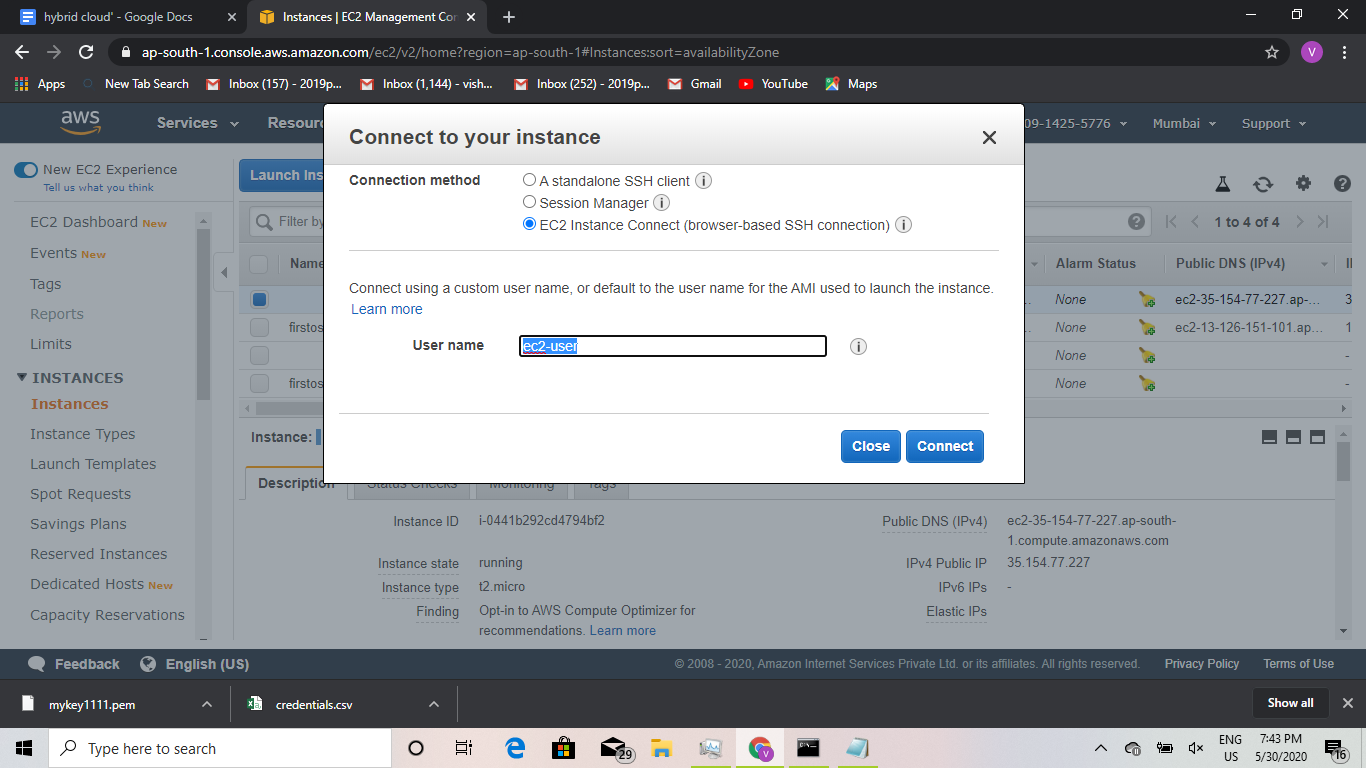 hybrid cloud' - Google Docs
Instances | EC2 Management Con
ap-south-1.console.aws.amazon.com/ec2/v2/home?region=ap-south-1#Instances:sort=availabilityZone
V
Apps
New Tab Search
Inbox (157) - 2019p...
Inbox (1,144) - vish...
Inbox (252) - 2019p...
Gmail
YouTube
Maps
aws
Services
Resour
09-1425-5776
Mumbai
Support
New EC2 Experience
Tell us what you think
EC2 Dashboard New
Events New
Tags
Reports
Limits
INSTANCES
Instances
Instance Types
Launch Templates
Spot Requests
Savings Plans
Reserved Instances
Dedicated Hosts New
Capacity Reservations
Launch Ins
Filter by
1 to 4 of 4
Name
Alarm Status
Public DNS (IPv4)
None
ec2-35-154-77-227.ap-...
3
firstos
None
ec2-13-126-151-101.ap...
1
None
-
firstos
None
-
Connect to your instance
Connection method
A standalone SSH client
Session Manager
EC2 Instance Connect (browser-based SSH connection)
Connect using a custom user name, or default to the user name for the AMI used to launch the instance.
Learn more
User name
ec2-user
Close
Connect
Instance:
Description
Status Checks
Monitoring
Tags
Instance ID
i-0441b292cd4794bf2
Instance state
running
Instance type
t2.micro
Finding
Opt-in to AWS Compute Optimizer for
recommendations. Learn more
Public DNS (IPv4)
ec2-35-154-77-227.ap-south-
1.compute.amazonaws.com
IPv4 Public IP
35.154.77.227
IPv6 IPs
-
Elastic IPs
Feedback
English (US)
© 2008 - 2020, Amazon Internet Services Private Ltd. or its affiliates. All rights reserved.
Privacy Policy
Terms of Use
mykey1111.pem
credentials.csv
Show all
Type here to search
29
V
ENG
US
7:43 PM
5/30/2020
16